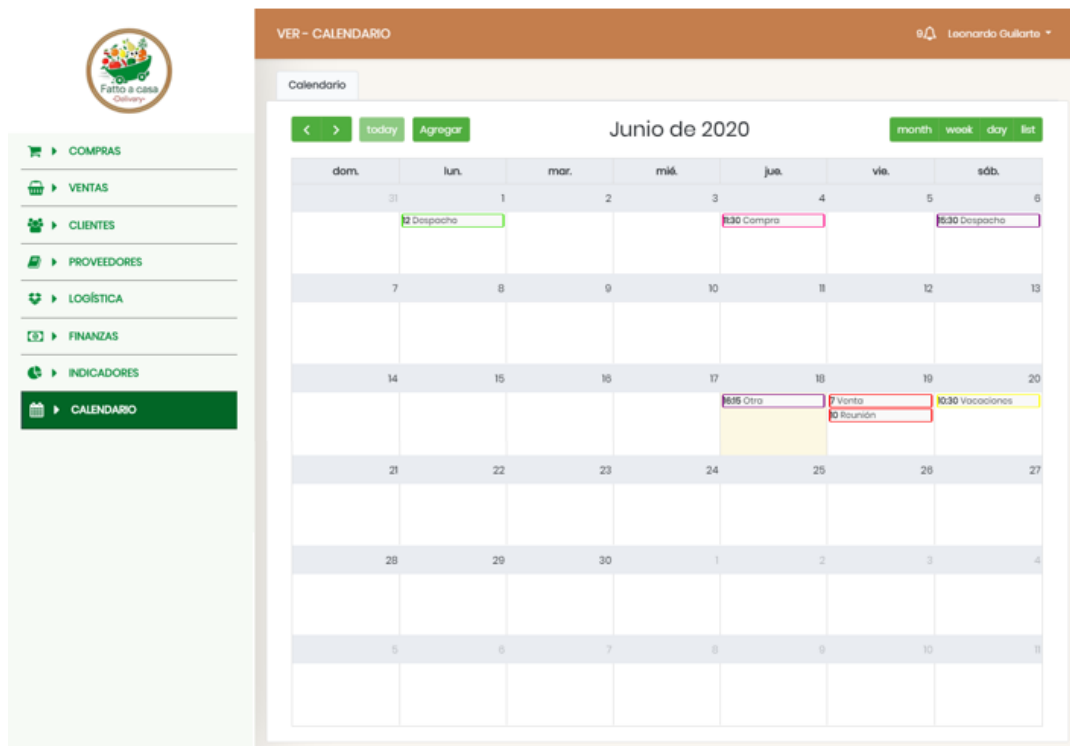 Fatto a casa
-Delivery-
COMPRAS
VENTAS
CLIENTES
PROVEEDORES
LOGÍSTICA
FINANZAS
INDICADORES
CALENDARIO
VER - CALENDARIO
9 Leonardo Guilarte
Calendario
today Agregar Junio de 2020 month week day list
dom. lun. mar. mié. jue. vie. sáb.
31 1 2 3 4 5 6
12 Despacho 11:30 Compra 15:30 Despacho
7 8 9 10 11 12 13
14 15 16 17 18 19 20
16:15 Otra 7 Venta 10:30 Vacaciones
10 Reunión
21 22 23 24 25 26 27
28 29 30 1 2 3 4
5 6 7 8 9 10 11